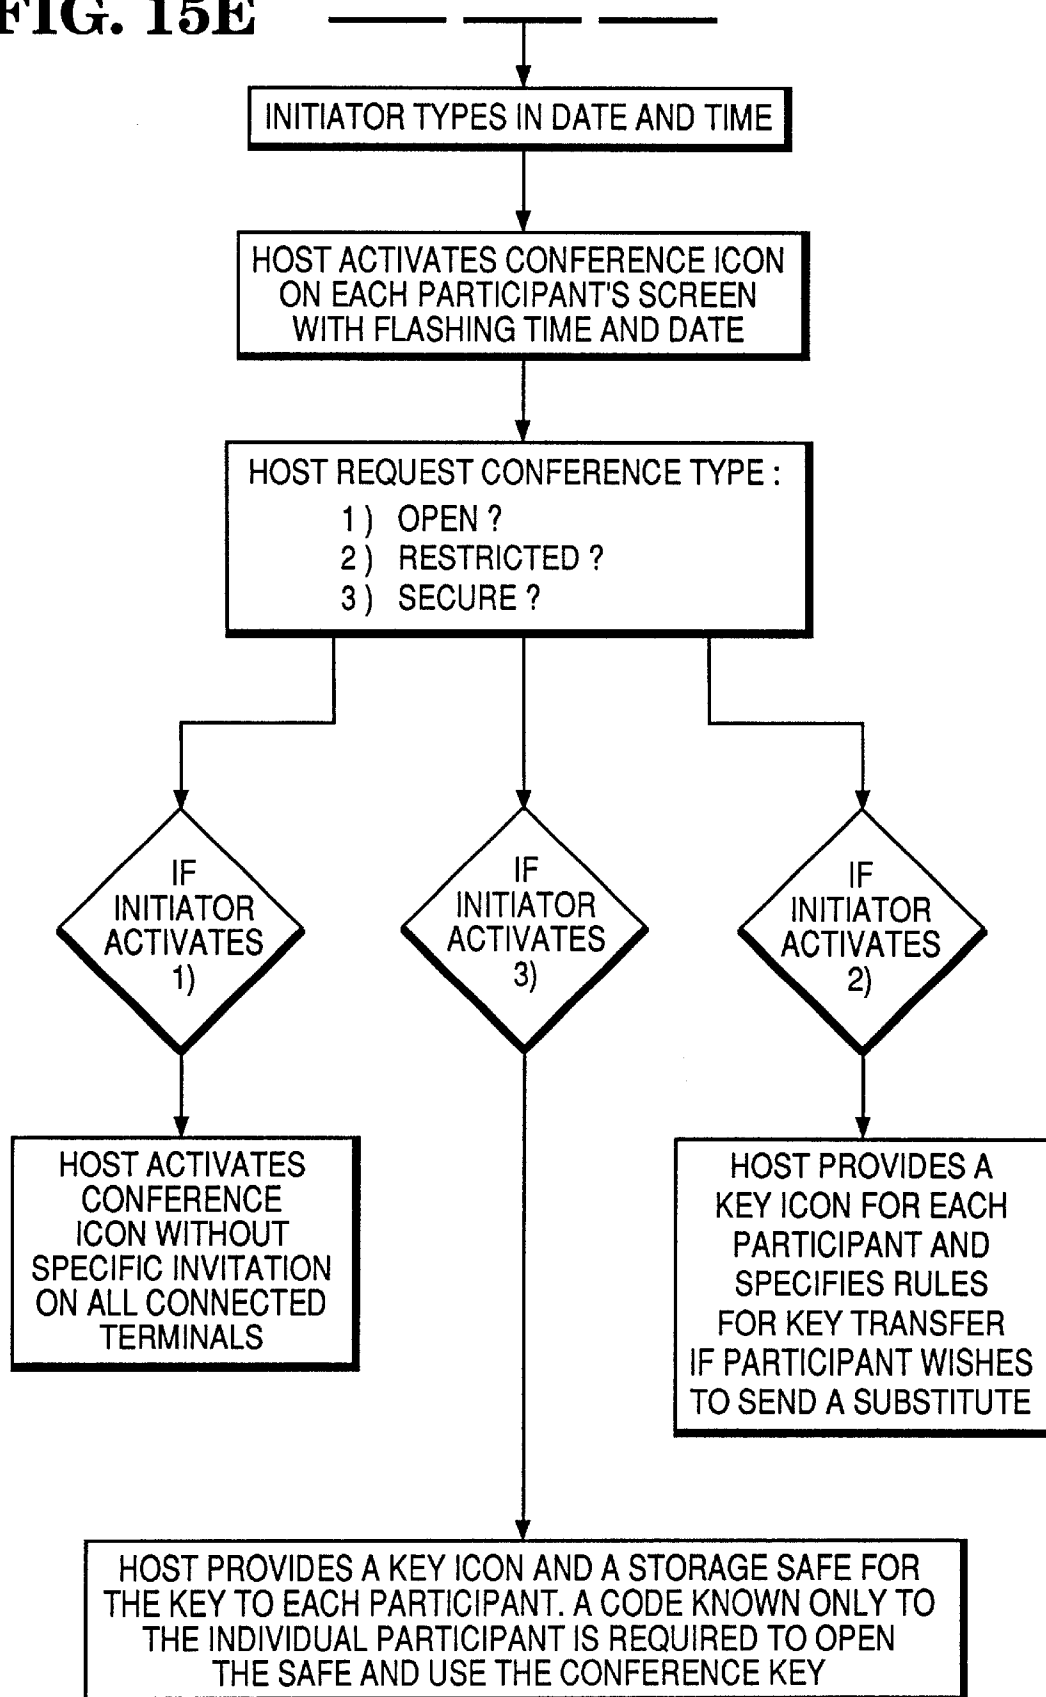 FIG. 15E
INITIATOR TYPES IN DATE AND TIME
HOST ACTIVATES CONFERENCE ICON
ON EACH PARTICIPANT'S SCREEN
WITH FLASHING TIME AND DATE
HOST REQUEST CONFERENCE TYPE :
1 ) OPEN ?
2 ) RESTRICTED ?
3 ) SECURE ?
IF
INITIATOR
ACTIVATES
1)
IF
INITIATOR
ACTIVATES
3)
IF
INITIATOR
ACTIVATES
2)
HOST ACTIVATES
CONFERENCE
ICON WITHOUT
SPECIFIC INVITATION
ON ALL CONNECTED
TERMINALS
HOST PROVIDES A
KEY ICON FOR EACH
PARTICIPANT AND
SPECIFIES RULES
FOR KEY TRANSFER
IF PARTICIPANT WISHES
TO SEND A SUBSTITUTE
HOST PROVIDES A KEY ICON AND A STORAGE SAFE FOR
THE KEY TO EACH PARTICIPANT. A CODE KNOWN ONLY TO
THE INDIVIDUAL PARTICIPANT IS REQUIRED TO OPEN
THE SAFE AND USE THE CONFERENCE KEY